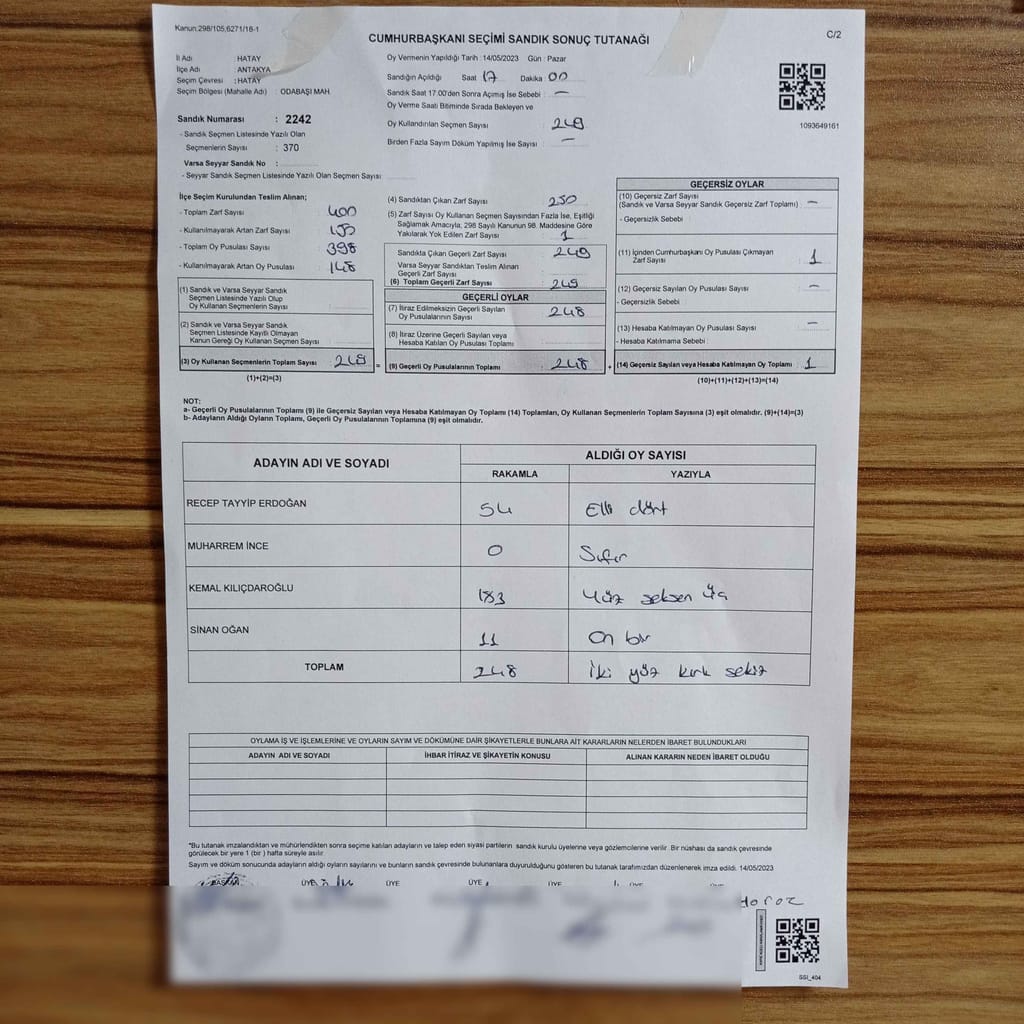 Kanun:298/105,6271/16-1
CUMHURBAŞKANI SEÇİMİ SANDIK SONUÇ TUTANAĞI
C/2
İl Adı HATAY
İlçe Adı ANTAKYA
Seçim Çevresi : HATAY
Seçim Bölgesi (Mahalle Adı) : ODABAŞI MAH.
Sandık Numarası : 2242
- Sandık Seçmen Listesinde Yazılı Olan
Seçmenlerin Sayısı : 370
Varsa Seyyar Sandık No :
- Seyyar Sandık Seçmen Listesinde Yazılı Olan Seçmen Sayısı
Oy Vermenin Yapıldığı Tarih : 14/05/2023 Gün : Pazar
Sandığın Açıldığı Saat 17 Dakika : 00
Sandık Saat 17.00'den Sonra Açımış İse Sebebi : —
Oy Verme Saati Bitiminde Sırada Bekleyen ve
Oy Kullandırılan Seçmen Sayısı : 249
Birden Fazla Sayım Döküm Yapılmış İse Sayısı : —
1093649161
İlçe Seçim Kurulundan Teslim Alınan;
- Toplam Zarf Sayısı : 400
- Kullanılmayarak Artan Zarf Sayısı : 150
- Toplam Oy Pusulası Sayısı : 398
- Kullanılmayarak Artan Oy Pusulası : 148
(1) Sandık ve Varsa Seyyar Sandık
Seçmen Listesinde Yazılı Olup
Oy Kullanan Seçmenlerin Sayısı :
(2) Sandık ve Varsa Seyyar Sandık
Seçmen Listesinde Kayıtlı Olmayan
Kanun Gereği Oy Kullanan Seçmen Sayısı :
(3) Oy Kullanan Seçmenlerin Toplam Sayısı : 249
(1)+(2)=(3)
(4) Sandıktan Çıkan Zarf Sayısı : 250
(5) Zarf Sayısı Oy Kullanan Seçmen Sayısından Fazla İse, Eşitliği
Sağlamak Amacıyla, 298 Sayılı Kanunun 98. Maddesine Göre
Yakılarak Yok Edilen Zarf Sayısı : 1
Sandıkta Çıkan Geçerli Zarf Sayısı : 249
Varsa Seyyar Sandıktan Teslim Alınan
Geçerli Zarf Sayısı :
(6) Toplam Geçerli Zarf Sayısı : 249
GEÇERLİ OYLAR
(7) İtiraz Edilmeksizin Geçerli Sayılan
Oy Pusulalarının Sayısı : 248
(8) İtiraz Üzerine Geçerli Sayılan veya
Hesaba Katılan Oy Pusulası Toplamı :
= (9) Geçerli Oy Pusulalarının Toplamı : 248
GEÇERSİZ OYLAR
(10) Geçersiz Zarf Sayısı
(Sandık ve Varsa Seyyar Sandık Geçersiz Zarf Toplamı) : —
- Geçersizlik Sebebi :
(11) İçinden Cumhurbaşkanı Oy Pusulası Çıkmayan
Zarf Sayısı : 1
(12) Geçersiz Sayılan Oy Pusulası Sayısı : —
- Geçersizlik Sebebi :
(13) Hesaba Katılmayan Oy Pusulası Sayısı : —
- Hesaba Katılmama Sebebi :
+ (14) Geçersiz Sayılan veya Hesaba Katılmayan Oy Toplamı : 1
(10)+(11)+(12)+(13)=(14)
NOT:
a- Geçerli Oy Pusulalarının Toplamı (9) ile Geçersiz Sayılan veya Hesaba Katılmayan Oy Toplamı (14) Toplamları, Oy Kullanan Seçmenlerin Toplam Sayısına (3) eşit olmalıdır. (9)+(14)=(3)
b- Adayların Aldığı Oyların Toplamı, Geçerli Oy Pusulalarının Toplamına (9) eşit olmalıdır.
ADAYIN ADI VE SOYADI
ALDIĞI OY SAYISI
RAKAMLA YAZIYLA
RECEP TAYYİP ERDOĞAN 54 Elli dört
MUHARREM İNCE 0 Sıfır
KEMAL KILIÇDAROĞLU 183 Yüz seksen üç
SİNAN OĞAN 11 On bir
TOPLAM 248 İki yüz kırk sekiz
OYLAMA İŞ VE İŞLEMLERİNE VE OYLARIN SAYIM VE DÖKÜMÜNE DAİR ŞİKAYETLERLE BUNLARA AİT KARARLARIN NELERDEN İBARET BULUNDUKLARI
ADAYIN ADI VE SOYADI İHBAR İTİRAZ VE ŞİKAYETİN KONUSU ALINAN KARARIN NEDEN İBARET OLDUĞU
*Bu tutanak imzalandıktan ve mühürlendikten sonra seçime katılan adayların ve talep eden siyasi partilerin sandık kurulu üyelerine veya gözlemcilerine verilir. Bir nüshası da sandık çevresinde
görülecek bir yere 1 (bir ) hafta süreyle asılır.
Sayım ve döküm sonucunda adayların aldığı oyların sayılarını ve bunların sandık çevresinde bulunanlara duyurulduğunu gösteren bu tutanak tarafımızdan düzenlenerek imza edildi. 14/05/2023
BAŞKAN ÜYE ÜYE ÜYE ÜYE ÜYE
Horoz
SSI_404